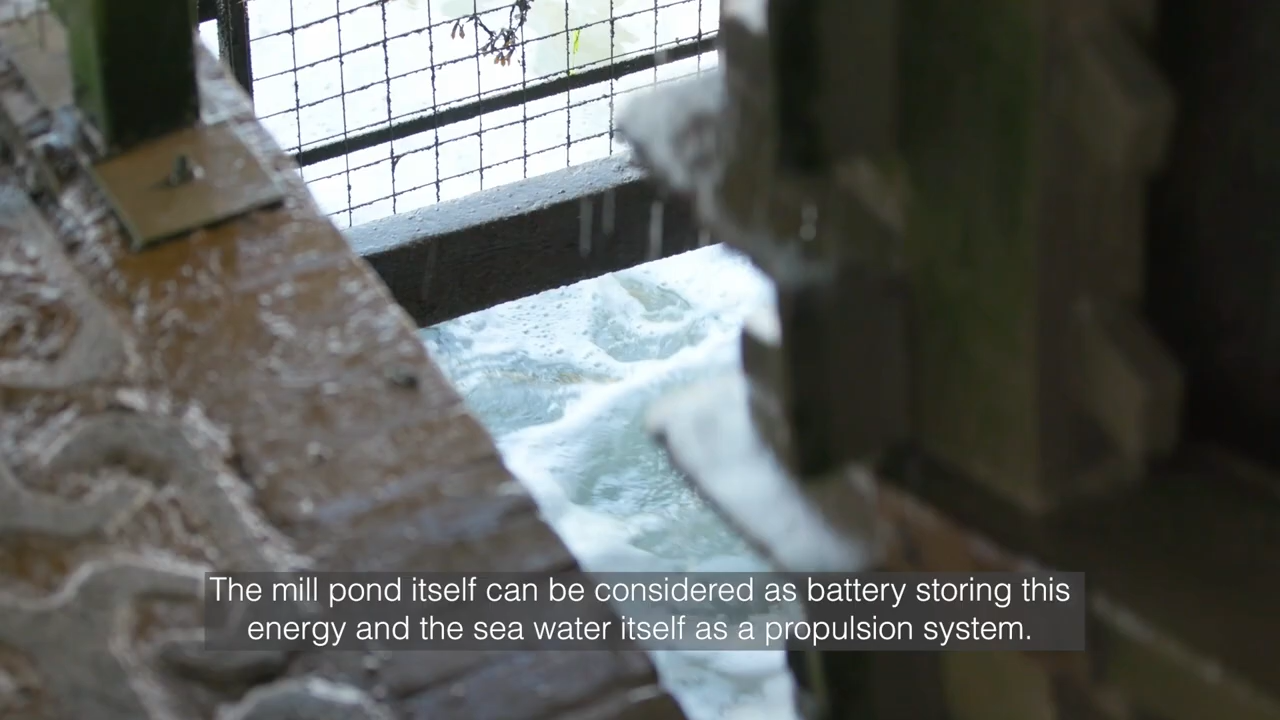 The mill pond itself can be considered as battery storing this
energy and the sea water itself as a propulsion system.